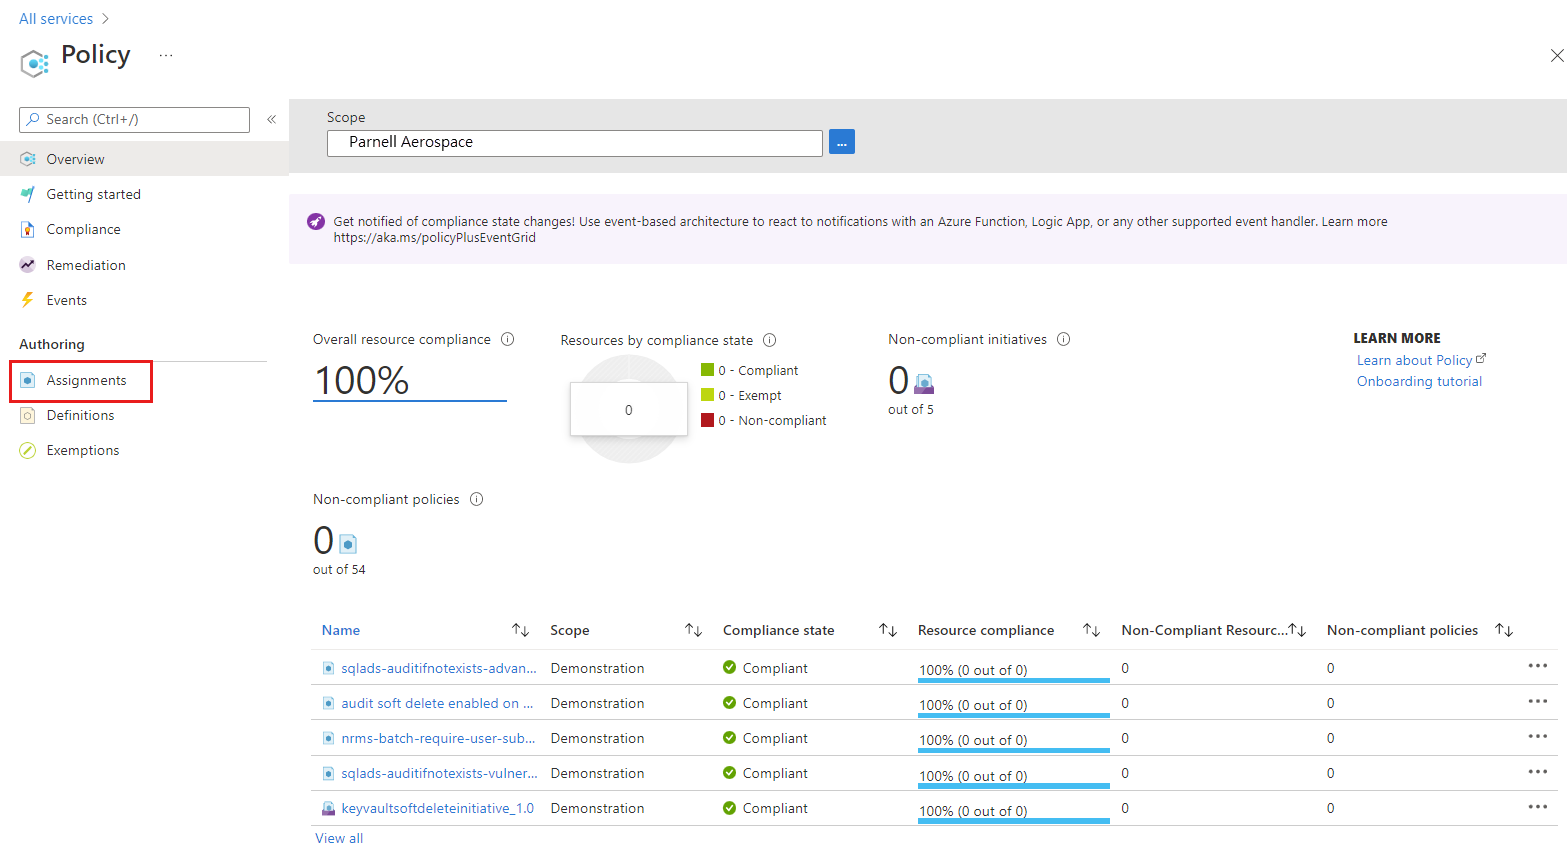 All services
Policy
Search (Ctrl+/)
Overview
Getting started
Compliance
Remediation
Events
Authoring
Assignments
Definitions
Exemptions
Scope
Parnell Aerospace
...
Get notified of compliance state changes! Use event-based architecture to react to notifications with an Azure Function, Logic App, or any other supported event handler. Learn more
https://aka.ms/policyPlusEventGrid
Overall resource compliance
100%
Resources by compliance state
0
0 - Compliant
0 - Exempt
0 - Non-compliant
Non-compliant initiatives
0
out of 5
LEARN MORE
Learn about Policy
Onboarding tutorial
Non-compliant policies
0
out of 54
Name Scope Compliance state Resource compliance Non-Compliant Resourc... Non-compliant policies
sqlads-auditifnotexists-advan... Demonstration Compliant 100% (0 out of 0) 0 0
audit soft delete enabled on ... Demonstration Compliant 100% (0 out of 0) 0 0
nrms-batch-require-user-sub... Demonstration Compliant 100% (0 out of 0) 0 0
sqlads-auditifnotexists-vulner... Demonstration Compliant 100% (0 out of 0) 0 0
keyvaultsoftdeleteinitiative_1.0 Demonstration Compliant 100% (0 out of 0) 0 0
View all